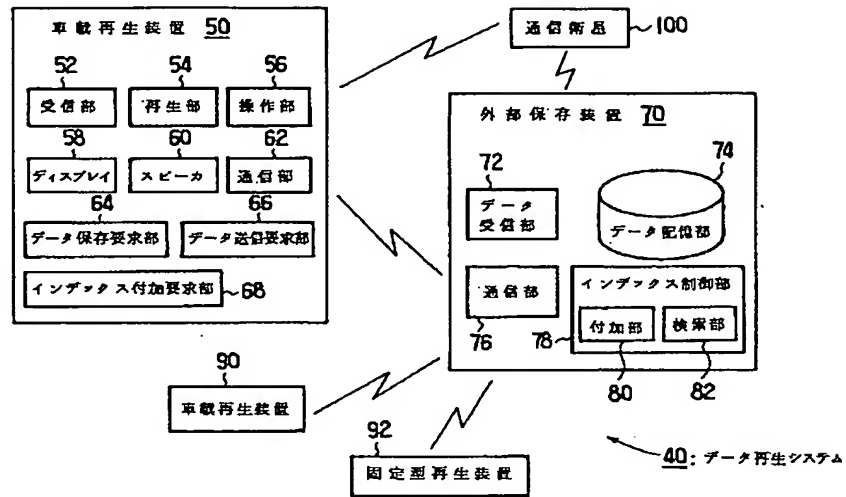 車載再生装置 50
52
受信部
54
再生部
56
操作部
58
ディスプレイ
60
スピーカ
62
通信部
64
データ保存要求部
66
データ送信要求部
インデックス付加要求部
68
通信衛星
100
外部保存装置 70
72
データ
受信部
74
データ記憶部
通信部
76
インデックス制御部
78
付加部
80
検索部
82
90
車載再生装置
92
固定型再生装置
40:データ再生システム